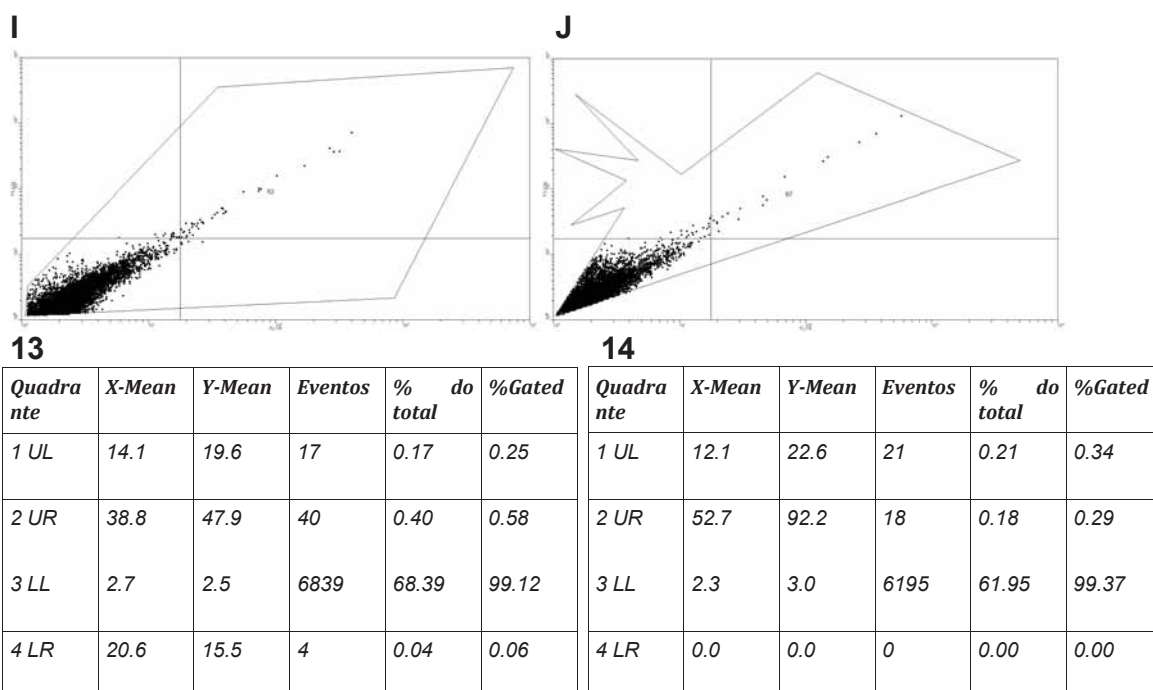 I
J
13
14
Quadra nte X-Mean Y-Mean Eventos % do total %Gated
1 UL 14.1 19.6 17 0.17 0.25
2 UR 38.8 47.9 40 0.40 0.58
3 LL 2.7 2.5 6839 68.39 99.12
4 LR 20.6 15.5 4 0.04 0.06
Quadra nte X-Mean Y-Mean Eventos % do total %Gated
1 UL 12.1 22.6 21 0.21 0.34
2 UR 52.7 92.2 18 0.18 0.29
3 LL 2.3 3.0 6195 61.95 99.37
4 LR 0.0 0.0 0 0.00 0.00